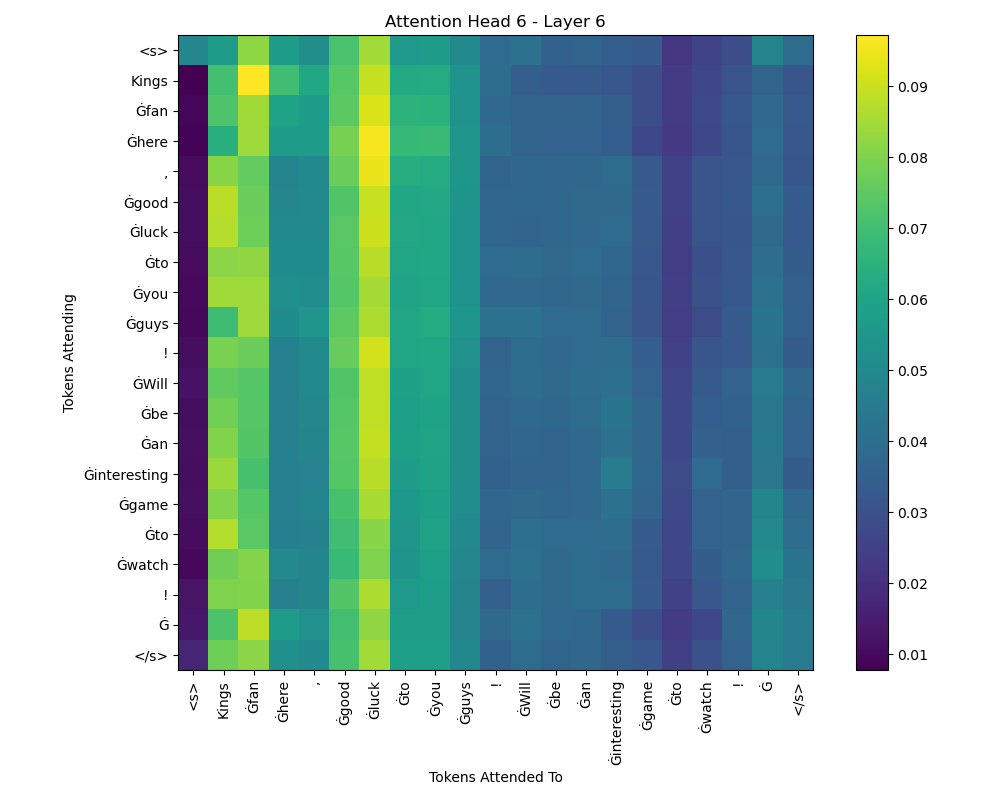 Attention Head 6 - Layer 6
Tokens Attending
<s>
Kings
Ġfan
Ġhere
,
Ġgood
Ġluck
Ġto
Ġyou
Ġguys
!
ĠWill
Ġbe
Ġan
Ġinteresting
Ġgame
Ġto
Ġwatch
!
Ġ
</s>
<s>
Kings
Ġfan
Ġhere
,
Ġgood
Ġluck
Ġto
Ġyou
Ġguys
!
ĠWill
Ġbe
Ġan
Ġinteresting
Ġgame
Ġto
Ġwatch
!
Ġ
</s>
Tokens Attended To
0.09
0.08
0.07
0.06
0.05
0.04
0.03
0.02
0.01